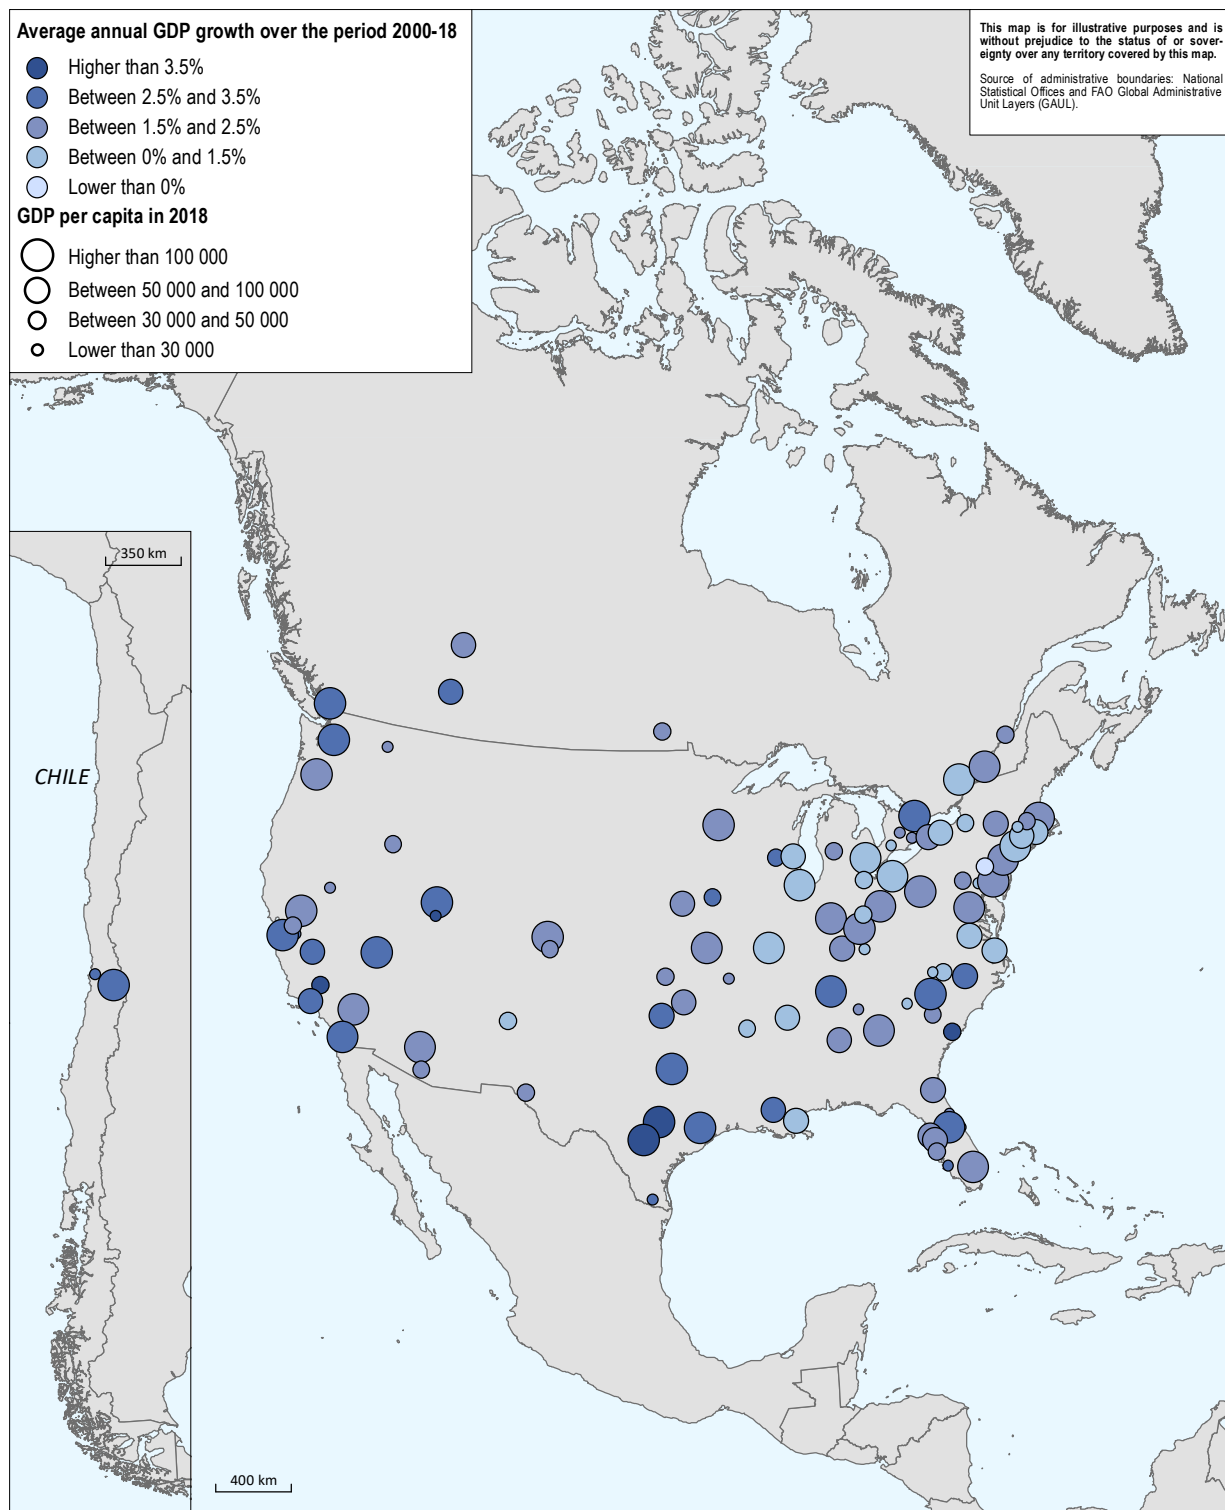 Average annual GDP growth over the period 2000-18
Higher than 3.5%
Between 2.5% and 3.5%
Between 1.5% and 2.5%
Between 0% and 1.5%
Lower than 0%
GDP per capita in 2018
Higher than 100 000
Between 50 000 and 100 000
Between 30 000 and 50 000
Lower than 30 000
This map is for illustrative purposes and is
without prejudice to the status of or sover-
eignty over any territory covered by this map.
Source of administrative boundaries: National
Statistical Offices and FAO Global Administrative
Unit Layers (GAUL).
350 km
CHILE
400 km